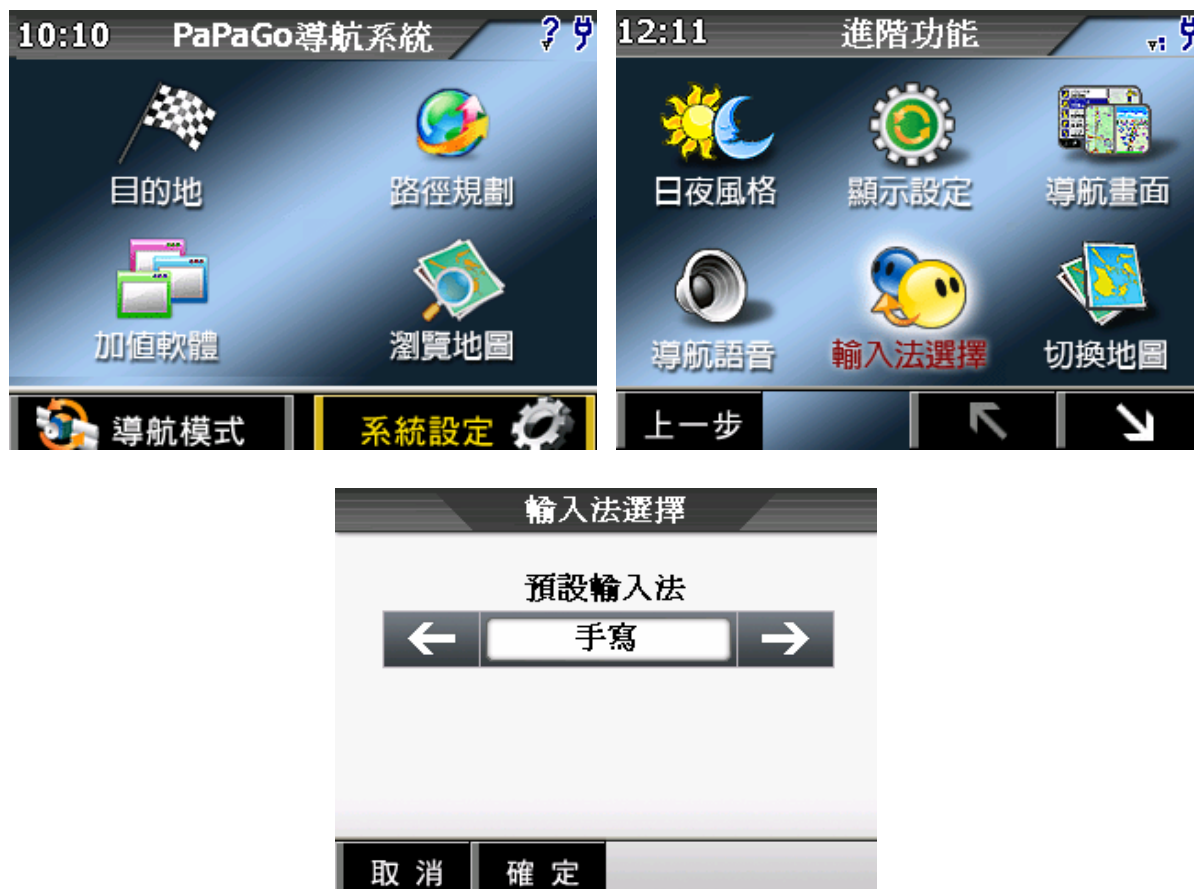 10:10 PaPaGo導航系統
目的地 路徑規劃
加值軟體 瀏覽地圖
導航模式 系統設定
12:11 進階功能
日夜風格 顯示設定 導航畫面
導航語音 輸入法選擇 切換地圖
上一步
輸入法選擇
預設輸入法
手寫
取消 確定